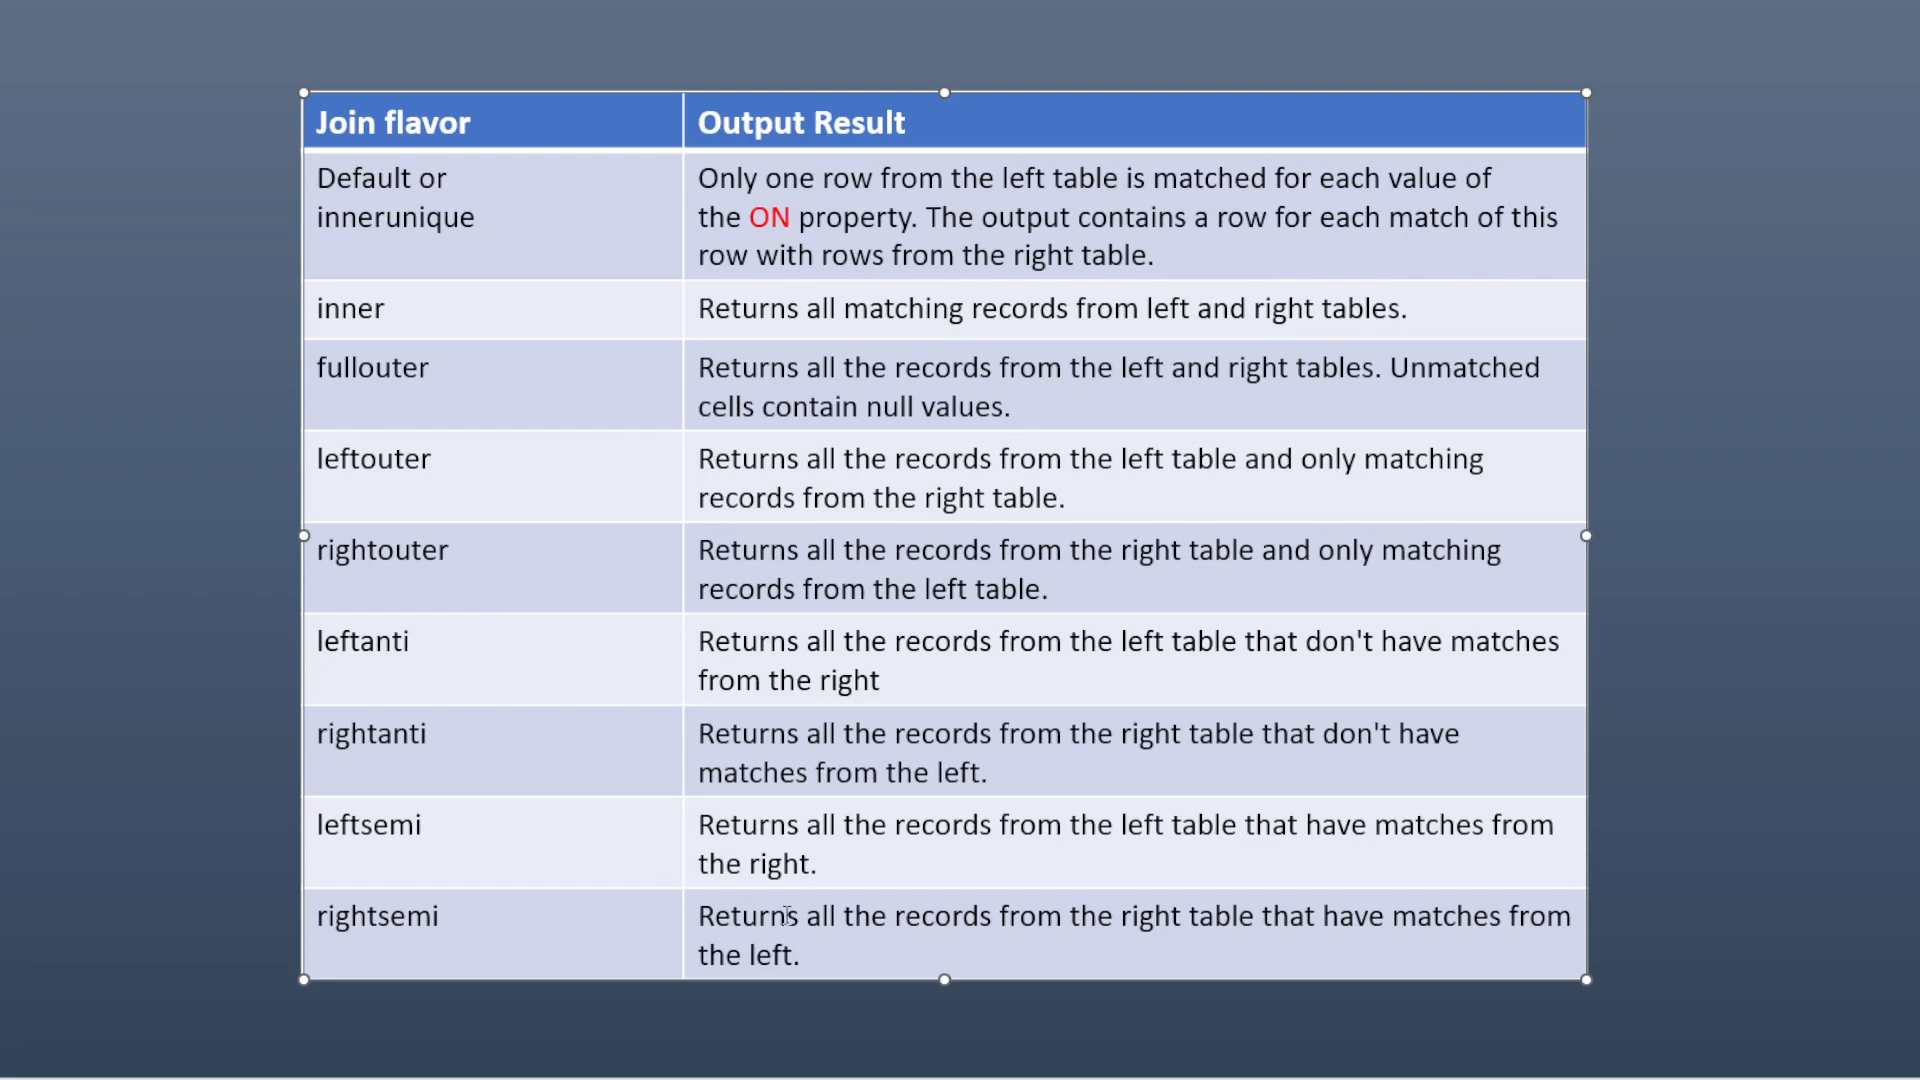 Join flavor
Output Result
Default or
innerunique
Only one row from the left table is matched for each value of
the ON property. The output contains a row for each match of this
row with rows from the right table.
inner
Returns all matching records from left and right tables.
fullouter
Returns all the records from the left and right tables. Unmatched
cells contain null values.
leftouter
Returns all the records from the left table and only matching
records from the right table.
rightouter
Returns all the records from the right table and only matching
records from the left table.
leftanti
Returns all the records from the left table that don't have matches
from the right
rightanti
Returns all the records from the right table that don't have
matches from the left.
leftsemi
Returns all the records from the left table that have matches from
the right.
rightsemi
Returns all the records from the right table that have matches from
the left.